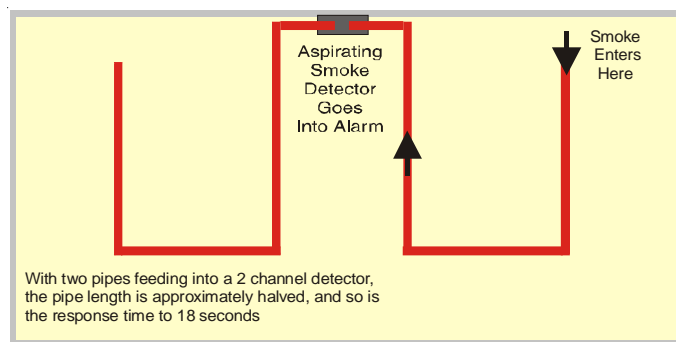 Aspirating
Smoke
Detector
Goes
Into Alarm
Smoke
Enters
Here
With two pipes feeding into a 2 channel detector,
the pipe length is approximately halved, and so is
the response time to 18 seconds